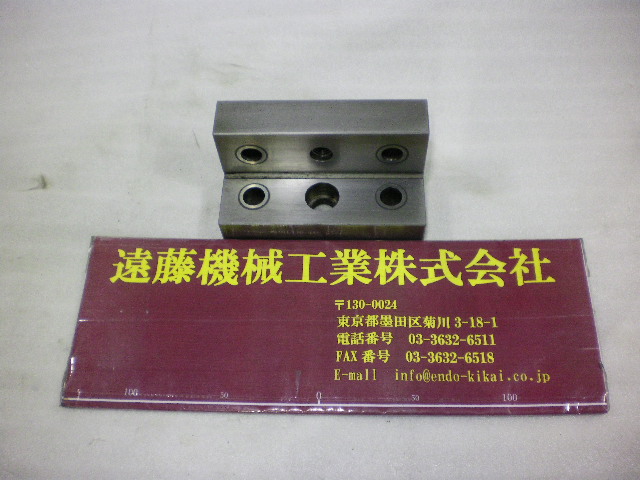 遠藤機械工業株式会社
〒130-0024
東京都墨田区菊川 3-18-1
電話番号 03-3632-6511
FAX 番号 03-3632-6518
E-mail info@endo-kikai.co.jp
100 50 0 50 100